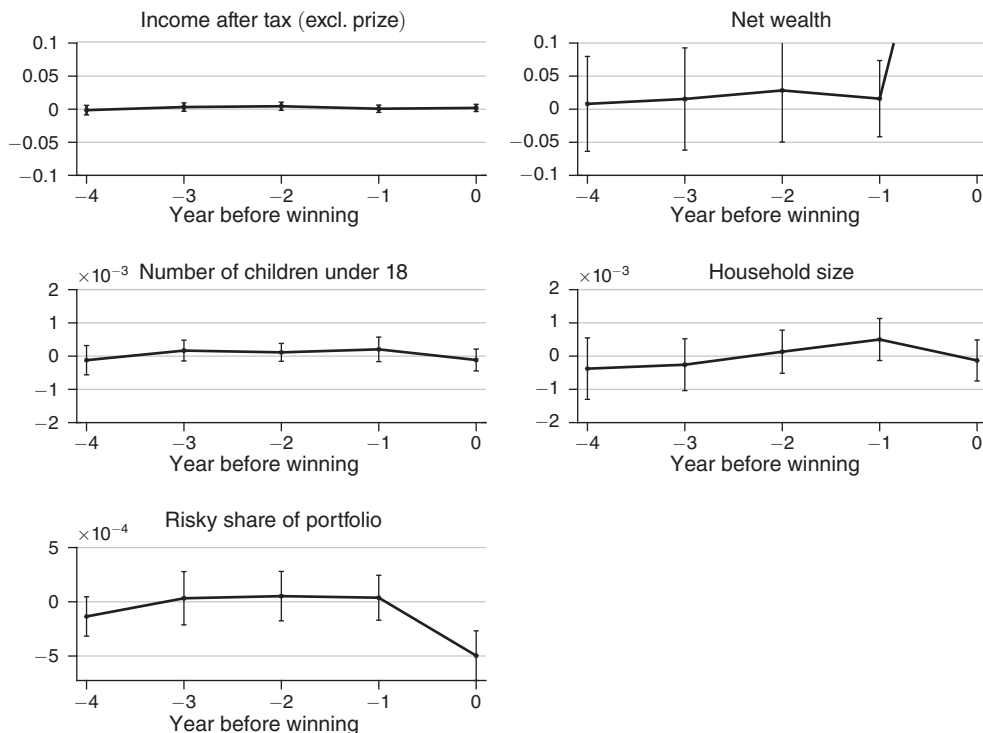 Income after tax (excl. prize)
0.1
0.05
0
−0.05
−0.1
−4 −3 −2 −1 0
Year before winning
Net wealth
0.1
0.05
0
−0.05
−0.1
−4 −3 −2 −1 0
Year before winning
×10−3 Number of children under 18
2
1
0
−1
−2
−4 −3 −2 −1 0
Year before winning
×10−3 Household size
2
1
0
−1
−2
−4 −3 −2 −1 0
Year before winning
×10−4 Risky share of portfolio
5
0
−5
−4 −3 −2 −1 0
Year before winning